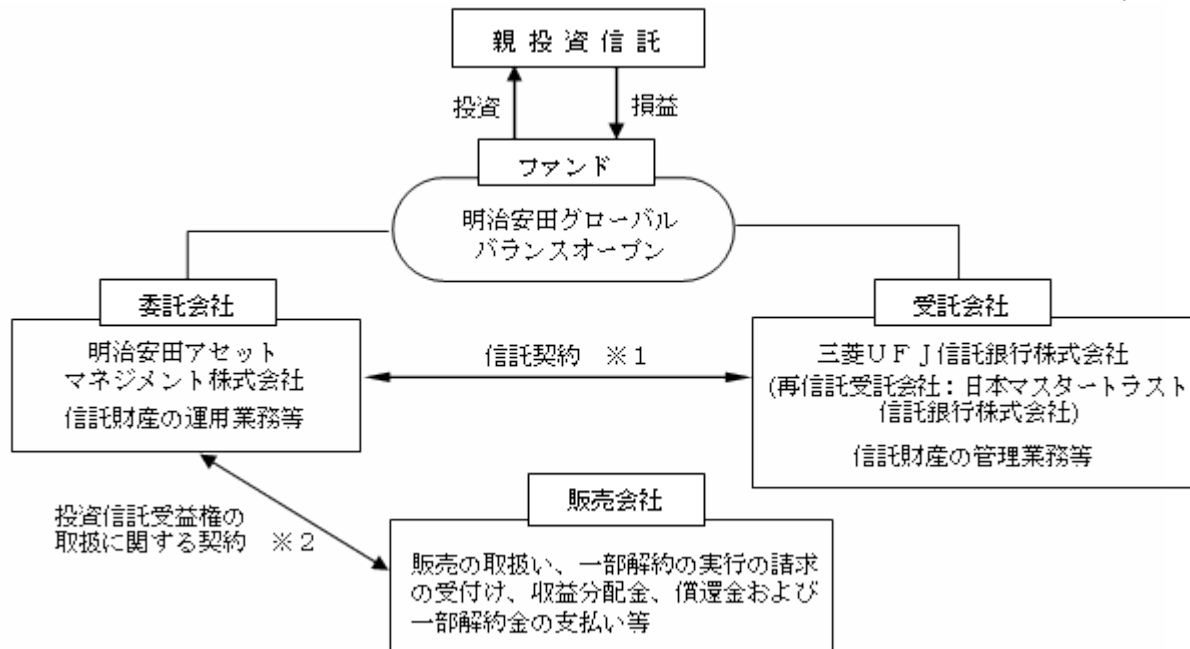 親投資信託
投資
損益
ファンド
明治安田グローバル
バランスオープン
委託会社
明治安田アセット
マネジメント株式会社
信託財産の運用業務等
信託契約 ※1
受託会社
三菱UFJ信託銀行株式会社
(再信託受託会社:日本マスタートラスト
信託銀行株式会社)
信託財産の管理業務等
投資信託受益権の
取扱に関する契約 ※2
販売会社
販売の取扱い、一部解約の実行の請求
の受付け、収益分配金、償還金および
一部解約金の支払い等